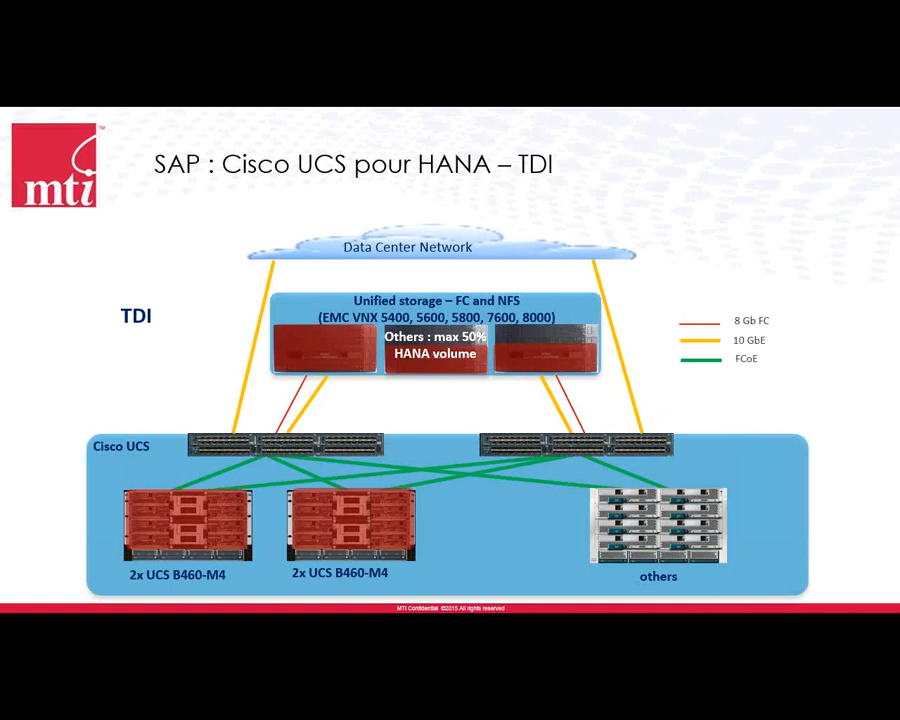 mti
TM
SAP : Cisco UCS pour HANA – TDI
Data Center Network
TDI
Unified storage – FC and NFS
(EMC VNX 5400, 5600, 5800, 7600, 8000)
Others : max 50%
HANA volume
8 Gb FC
10 GbE
FCoE
Cisco UCS
2x UCS B460-M4
2x UCS B460-M4
others
MTI Confidential ©2015 All rights reserved